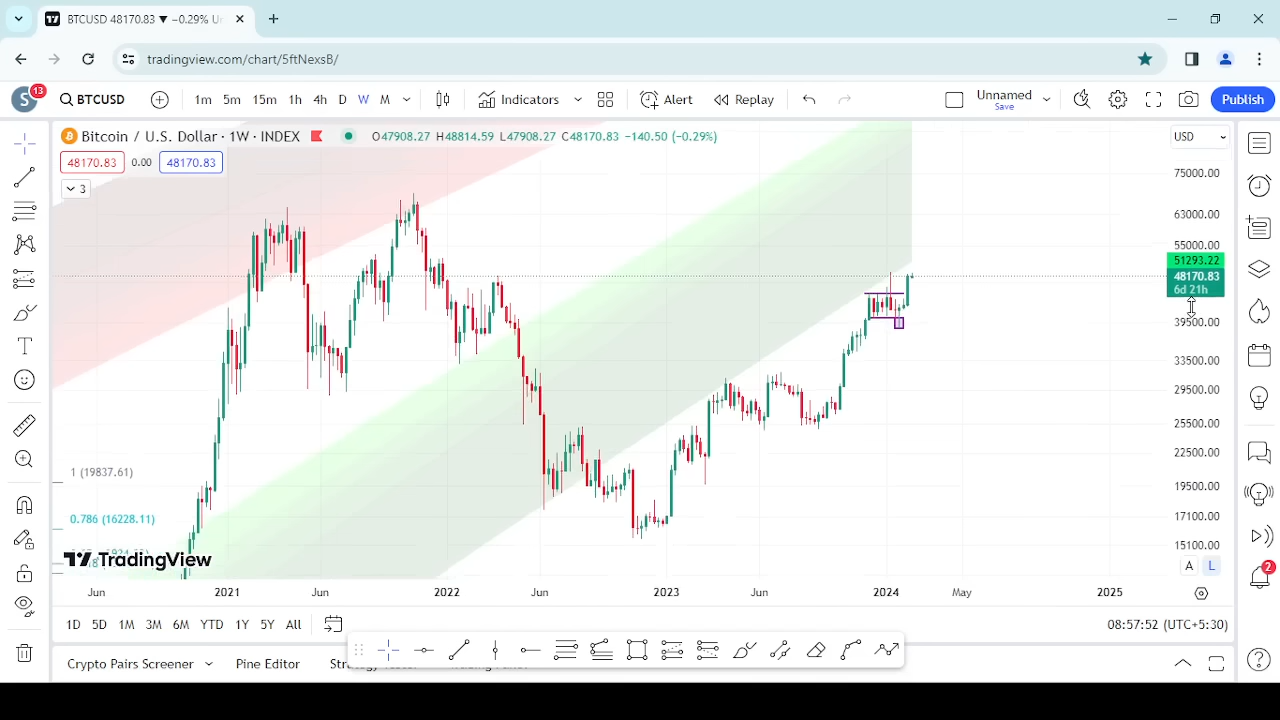 BTCUSD 48170.83 ▼ −0.29% Un
tradingview.com/chart/5ftNexsB/
S 13 BTCUSD 1m 5m 15m 1h 4h D W M Indicators Alert Replay Unnamed Save Publish
Bitcoin / U.S. Dollar · 1W · INDEX O47908.27 H48814.59 L47908.27 C48170.83 −140.50 (−0.29%) USD
48170.83 0.00 48170.83
3
75000.00
63000.00
55000.00
51293.22
48170.83
6d 21h
39500.00
33500.00
29500.00
25500.00
22500.00
1 (19837.61)
19500.00
0.786 (16228.11)
17100.00
15100.00
TradingView
A L
Jun 2021 Jun 2022 Jun 2023 Jun 2024 May 2025
1D 5D 1M 3M 6M YTD 1Y 5Y All 08:57:52 (UTC+5:30)
2
Crypto Pairs Screener Pine Editor